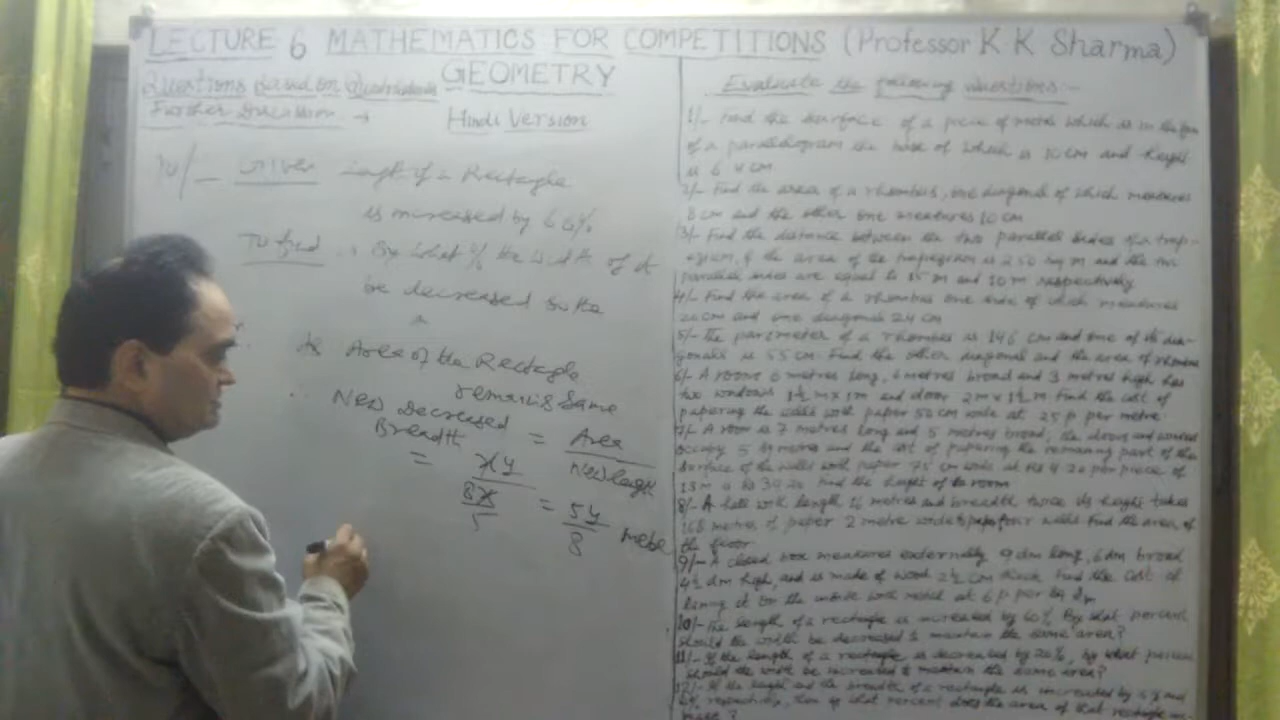 LECTURE 6 MATHEMATICS FOR COMPETITIONS (Professor K K Sharma)
GEOMETRY
Questions Based on
Further Discussion →
Hindi Version
10/- Given Length of a Rectangle
is increased by 60%
To find : By what % the width of it
be decreased so the
Area of the Rectangle
remains same
New Decreased Breadth = Area / New length
= xy / (8x/5) = 5y/8 metre
Evaluate the following questions:-
1/- Find the surface of a piece of metal which is in the form
of a parallelogram the base of which is 10 cm and height
is 6.4 cm
2/- Find the area of a rhombus, one diagonal of which measures
8 cm and the other one measures 10 cm
3/- Find the distance between the two parallel sides of a trap-
ezium, if the area of the trapezium is 250 sq m and the two
parallel sides are equal to 15 m and 10 m respectively
4/- Find the area of a rhombus one side of which measures
20 cm and one diagonal 24 cm
5/- The perimeter of a rhombus is 146 cm and one of its dia-
gonals is 55 cm. Find the other diagonal and the area of rhombus
6/- A room 8 metres long, 6 metres broad and 3 metres high has
two windows 1½ m x 1m and door 2m x 1½ m Find the cost of
papering the walls with paper 50 cm wide at 25 p per metre
7/- A room is 7 metres long and 5 metres broad; the doors and windows
occupy 5 sq metres and the cost of papering the remaining part of the
surface of the walls with paper 75 cm wide at Rs 4.20 per piece of
13 m is Rs 39.20 Find the height of the room
8/- A hall with length 16 metres and breadth twice its height takes
168 metres of paper 2 metre wide four walls Find the area of
the floor
9/- A closed box measures externally 9 dm long, 6 dm broad
4½ dm high, and is made of wood 2½ cm thick Find the cost of
lining it on the inside with metal at 6 p per sq dm
10/- The length of a rectangle is increased by 60% By what percent
should the width be decreased to maintain the same area?
11/- If the length of a rectangle is decreased by 20%, by what percent
should the width be increased to maintain the same area?
12/- If the length and the breadth of a rectangle is increased by
respectively, then of what percent does the area of that rectangle